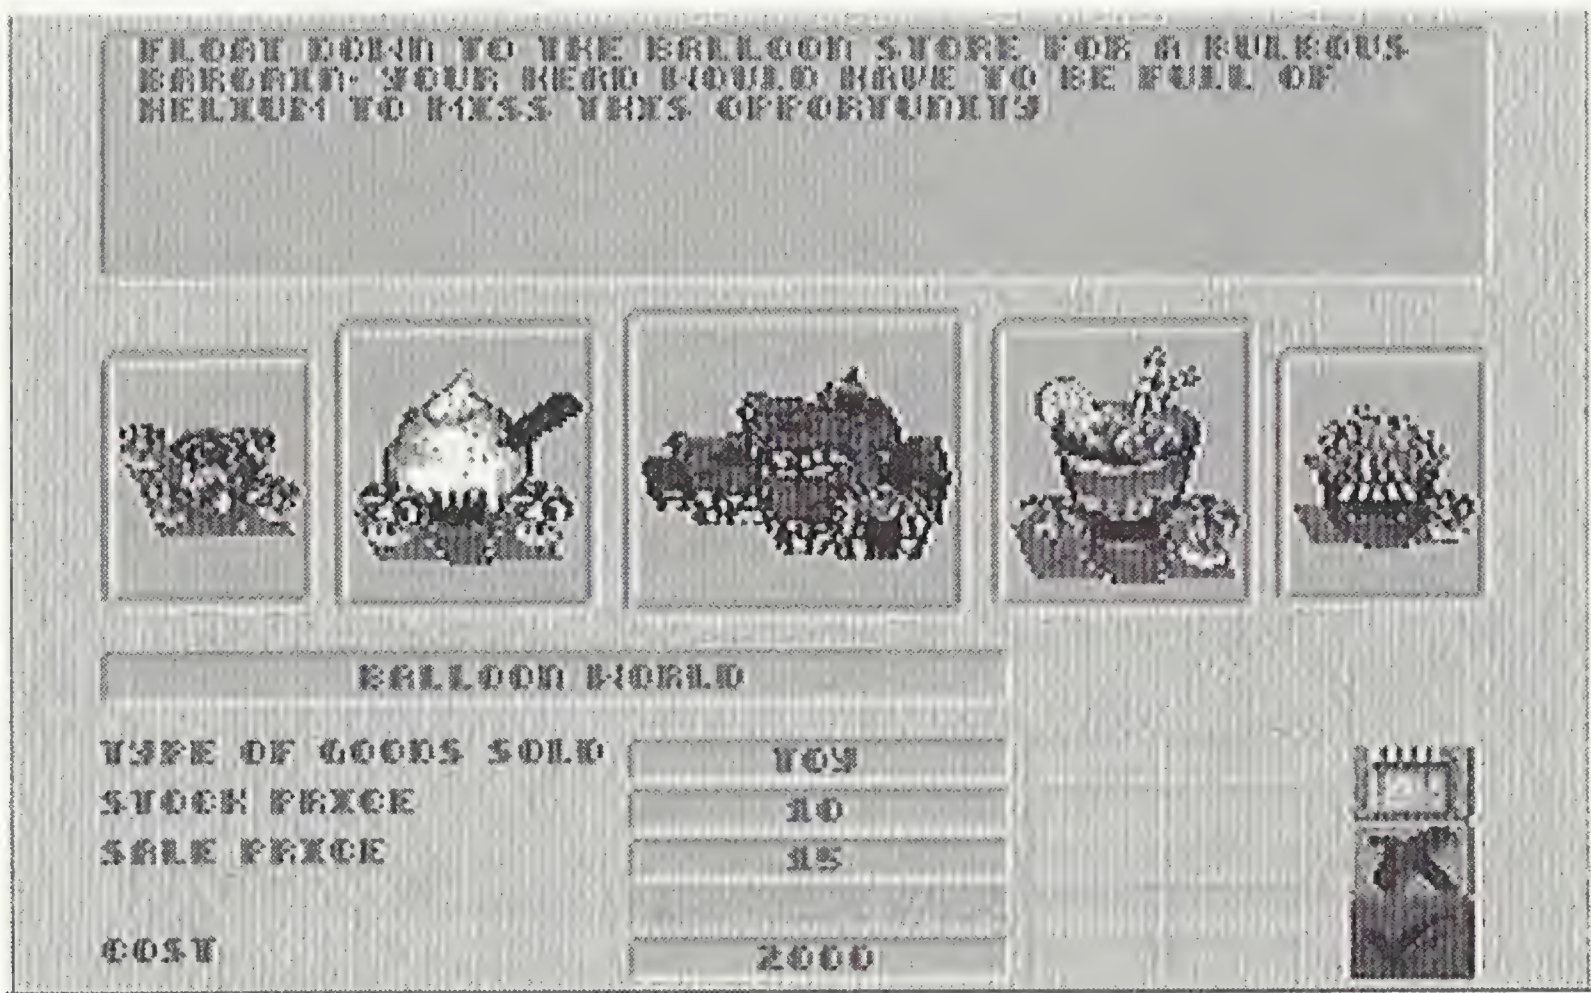 FLOAT DOWN TO THE BALLOON STORE FOR A BULBOUS
BARGAIN. YOUR HEAD WOULD HAVE TO BE FULL OF
HELIUM TO MISS THIS OPPORTUNITY
BALLOON WORLD
TYPE OF GOODS SOLD TOY
STOCK PRICE 10
SALE PRICE 15
COST 2000